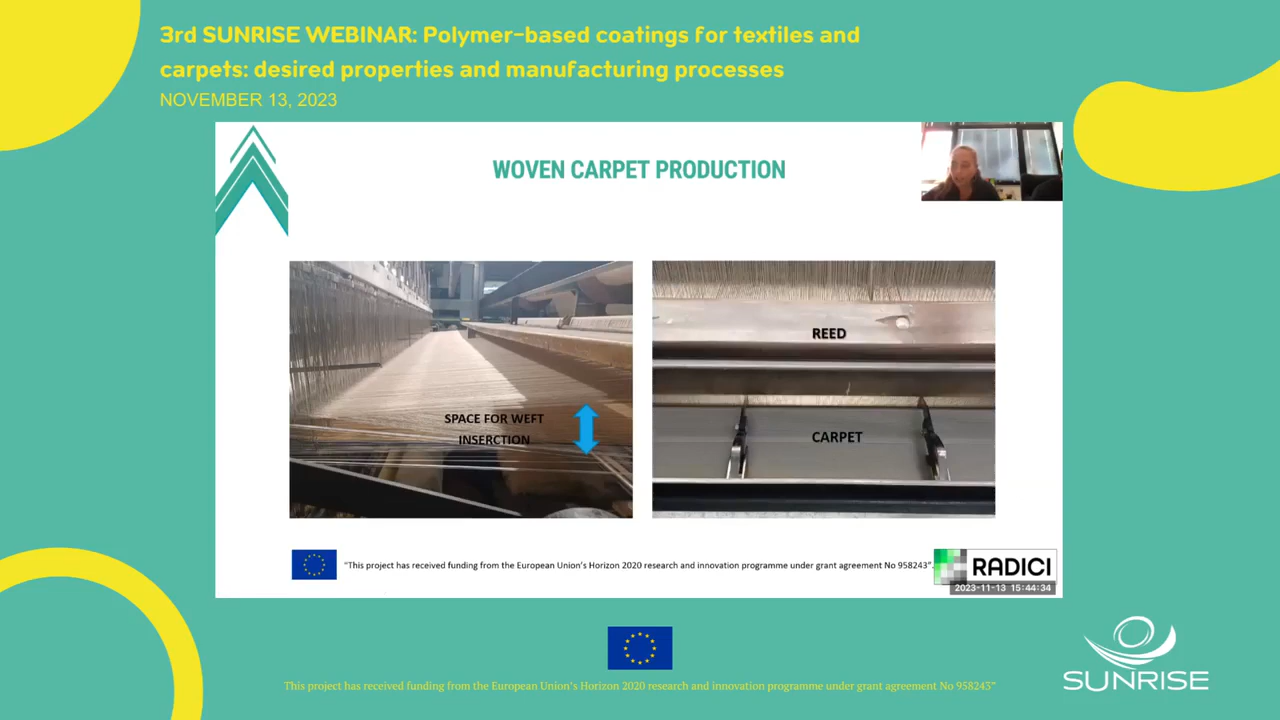 3rd SUNRISE WEBINAR: Polymer-based coatings for textiles and
carpets: desired properties and manufacturing processes
NOVEMBER 13, 2023
WOVEN CARPET PRODUCTION
SPACE FOR WEFT
INSERCTION
REED
CARPET
"This project has received funding from the European Union's Horizon 2020 research and innovation programme under grant agreement No 958243".
RADICI
2023-11-13 15:44:34
SUNRISE
This project has received funding from the European Union's Horizon 2020 research and innovation programme under grant agreement No 958243"